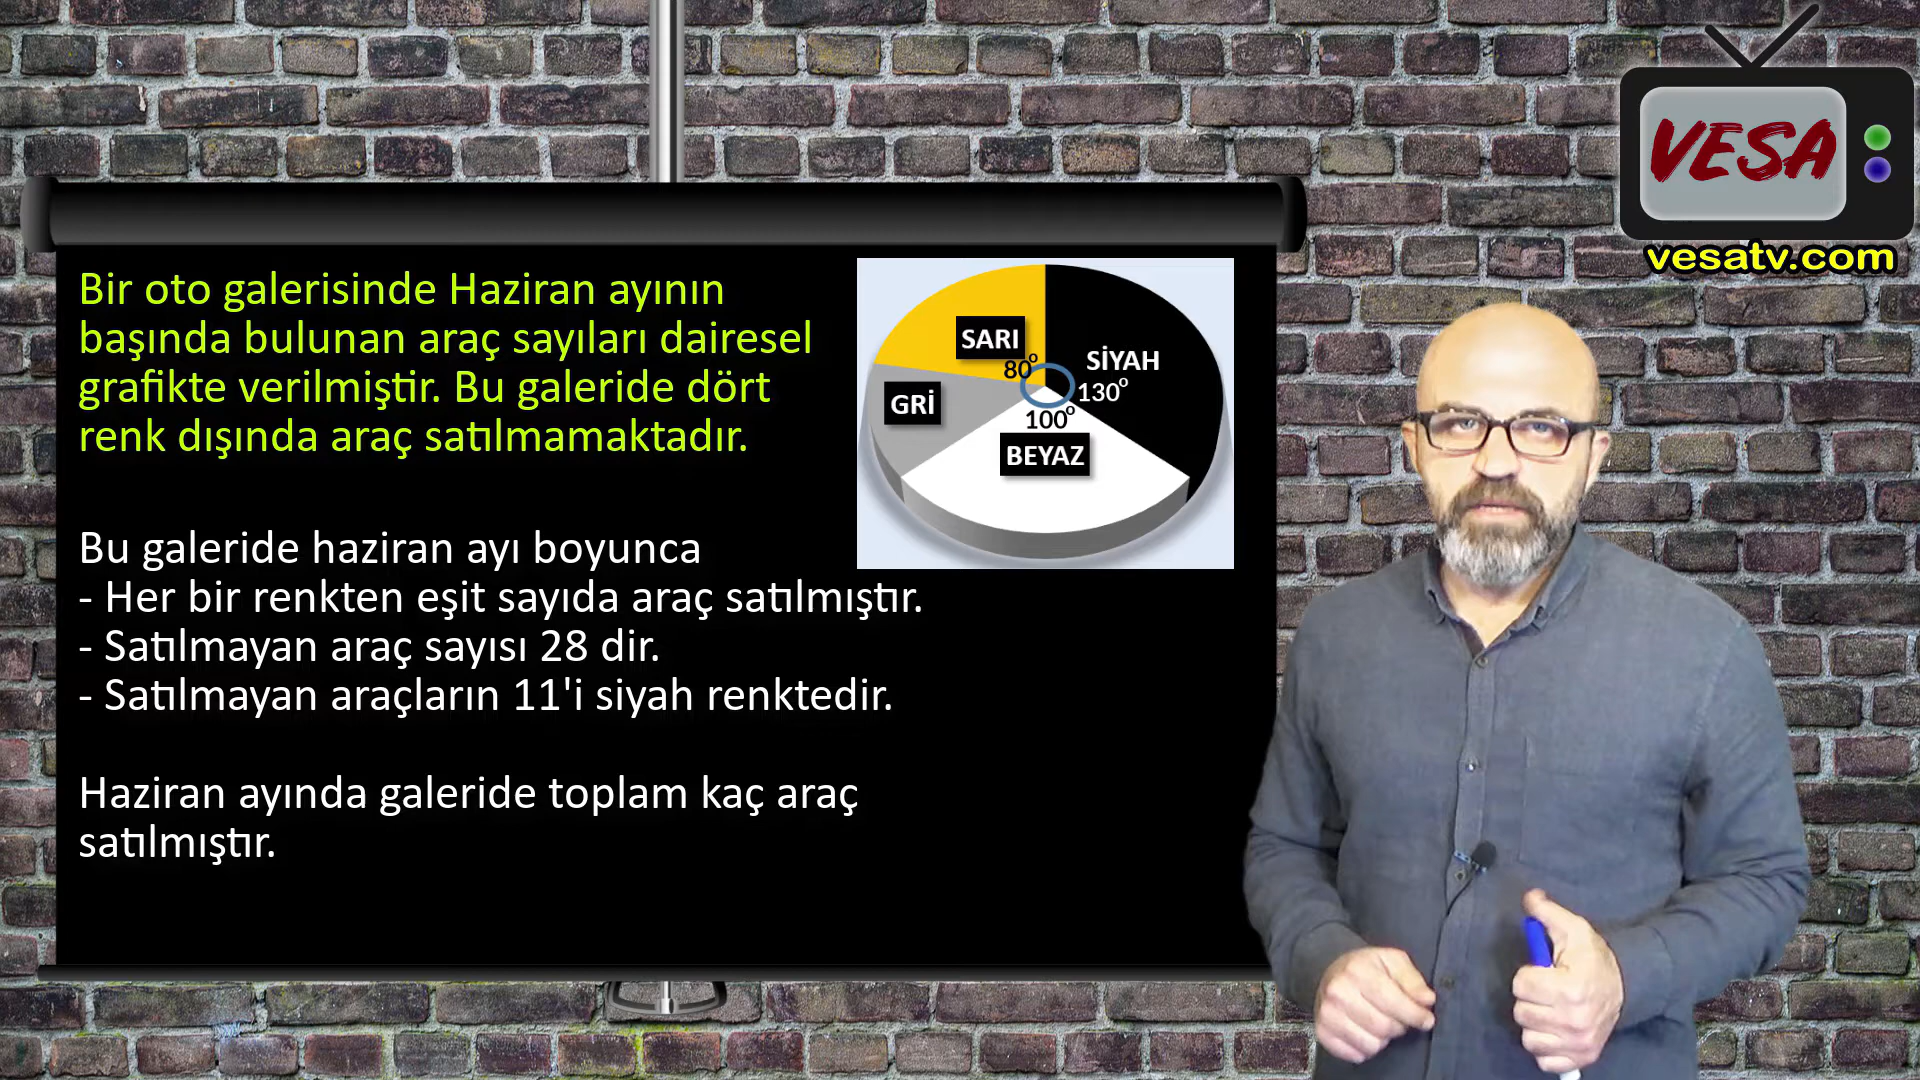 VESA
vesatv.com
Bir oto galerisinde Haziran ayının
başında bulunan araç sayıları dairesel
grafikte verilmiştir. Bu galeride dört
renk dışında araç satılmamaktadır.
SARI
80°
SİYAH
130°
GRİ
100°
BEYAZ
Bu galeride haziran ayı boyunca
- Her bir renkten eşit sayıda araç satılmıştır.
- Satılmayan araç sayısı 28 dir.
- Satılmayan araçların 11'i siyah renktedir.
Haziran ayında galeride toplam kaç araç
satılmıştır.